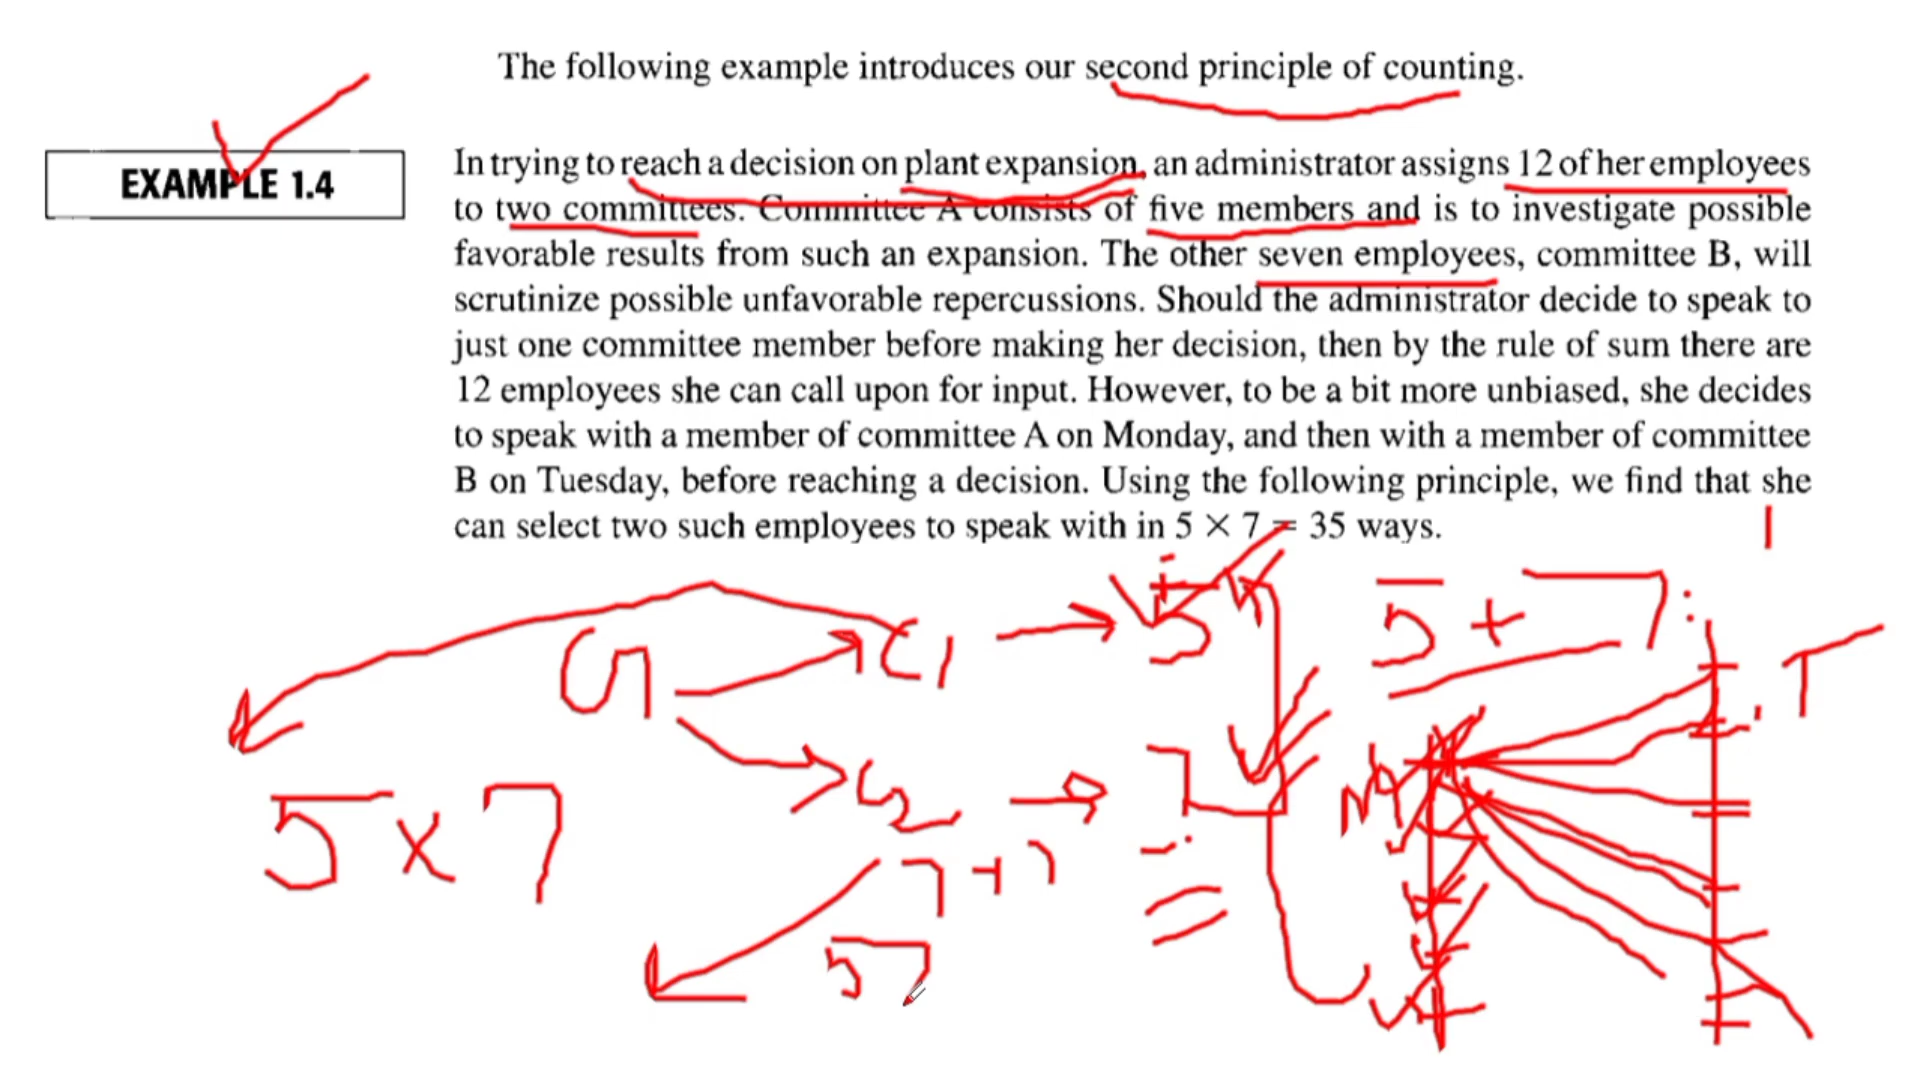 The following example introduces our second principle of counting.
EXAMPLE 1.4
In trying to reach a decision on plant expansion, an administrator assigns 12 of her employees
to two committees. Committee A consists of five members and is to investigate possible
favorable results from such an expansion. The other seven employees, committee B, will
scrutinize possible unfavorable repercussions. Should the administrator decide to speak to
just one committee member before making her decision, then by the rule of sum there are
12 employees she can call upon for input. However, to be a bit more unbiased, she decides
to speak with a member of committee A on Monday, and then with a member of committee
B on Tuesday, before reaching a decision. Using the following principle, we find that she
can select two such employees to speak with in 5 × 7 = 35 ways.
5
5 + 7
T
7
M
5 x 7
7 + 7
57